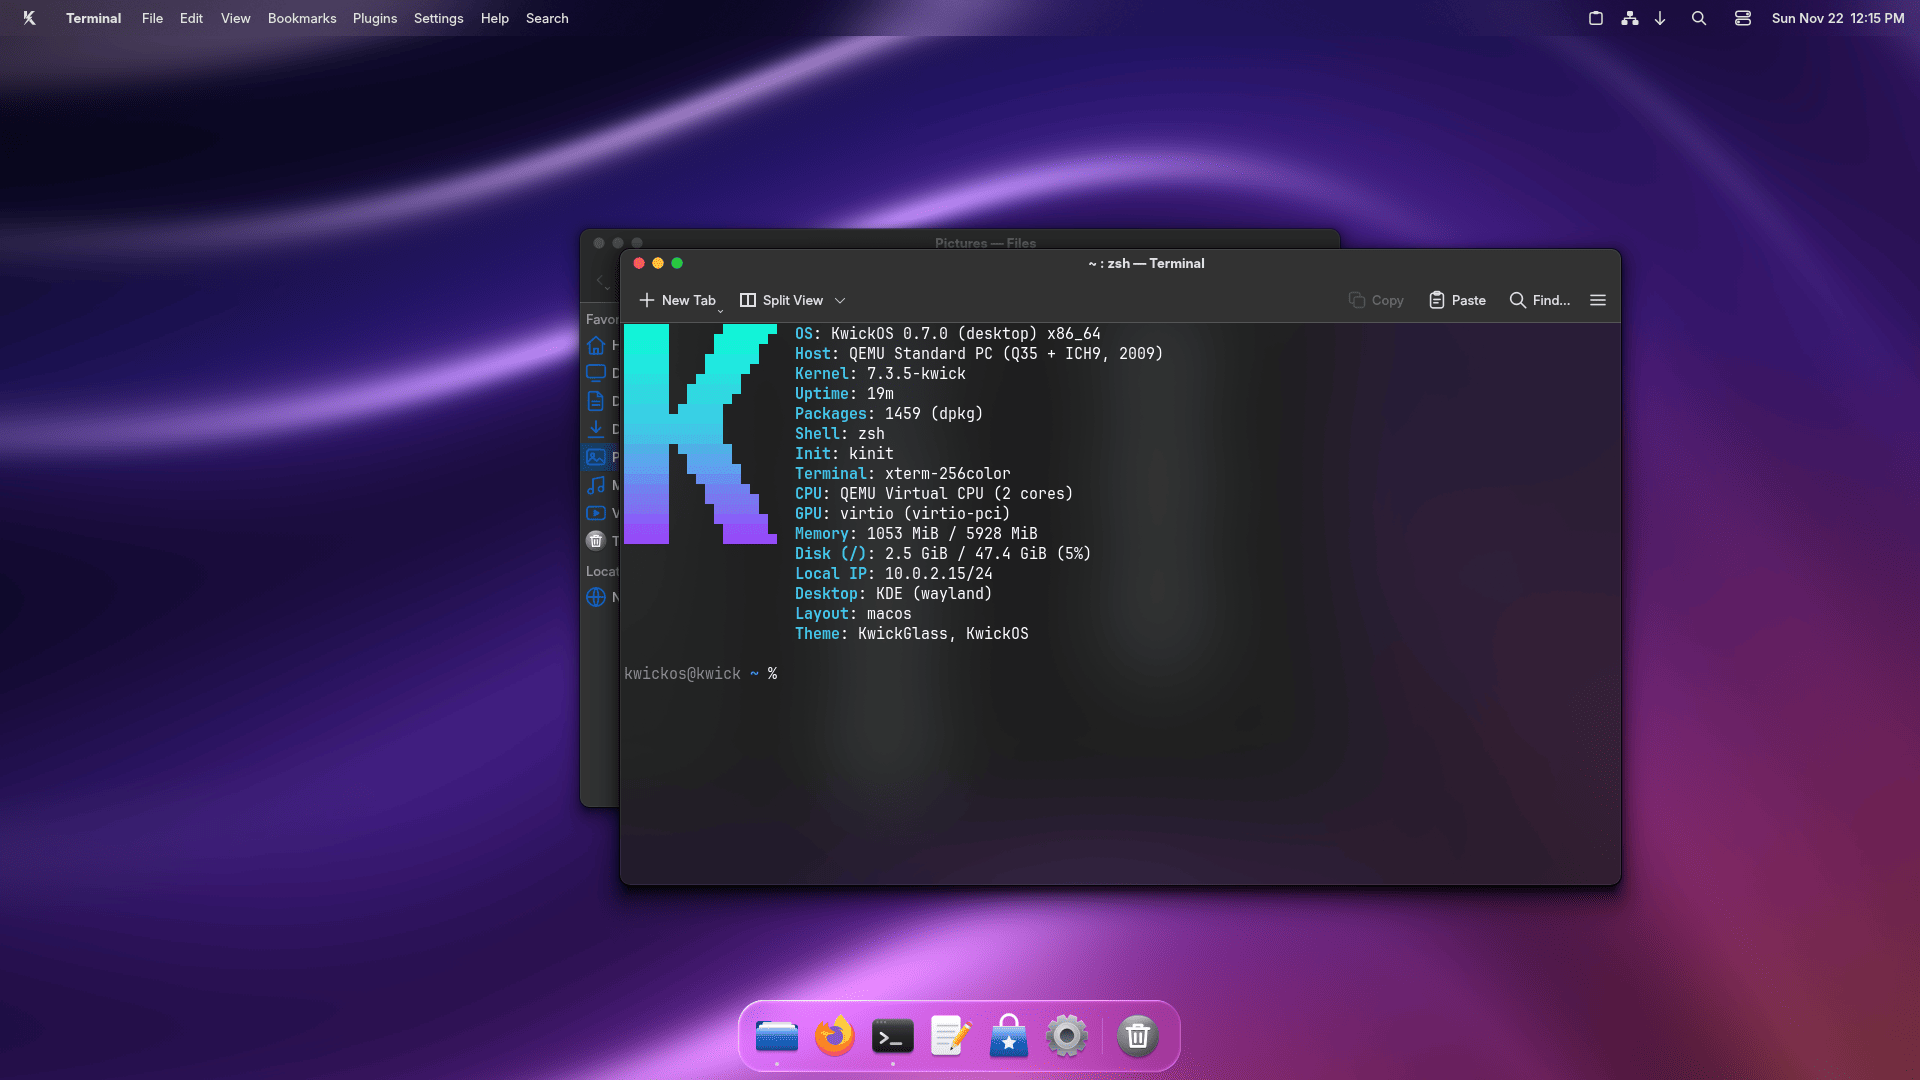 Terminal File Edit View Bookmarks Plugins Settings Help Search
Sun Nov 22 12:15 PM
Pictures — Files
~ : zsh — Terminal
New Tab Split View Copy Paste Find...
Favor
H
D
D
D
P
M
V
T
Locat
N
OS: KwickOS 0.7.0 (desktop) x86_64
Host: QEMU Standard PC (Q35 + ICH9, 2009)
Kernel: 7.3.5-kwick
Uptime: 19m
Packages: 1459 (dpkg)
Shell: zsh
Init: kinit
Terminal: xterm-256color
CPU: QEMU Virtual CPU (2 cores)
GPU: virtio (virtio-pci)
Memory: 1053 MiB / 5928 MiB
Disk (/): 2.5 GiB / 47.4 GiB (5%)
Local IP: 10.0.2.15/24
Desktop: KDE (wayland)
Layout: macos
Theme: KwickGlass, KwickOS
kwickos@kwick ~ %